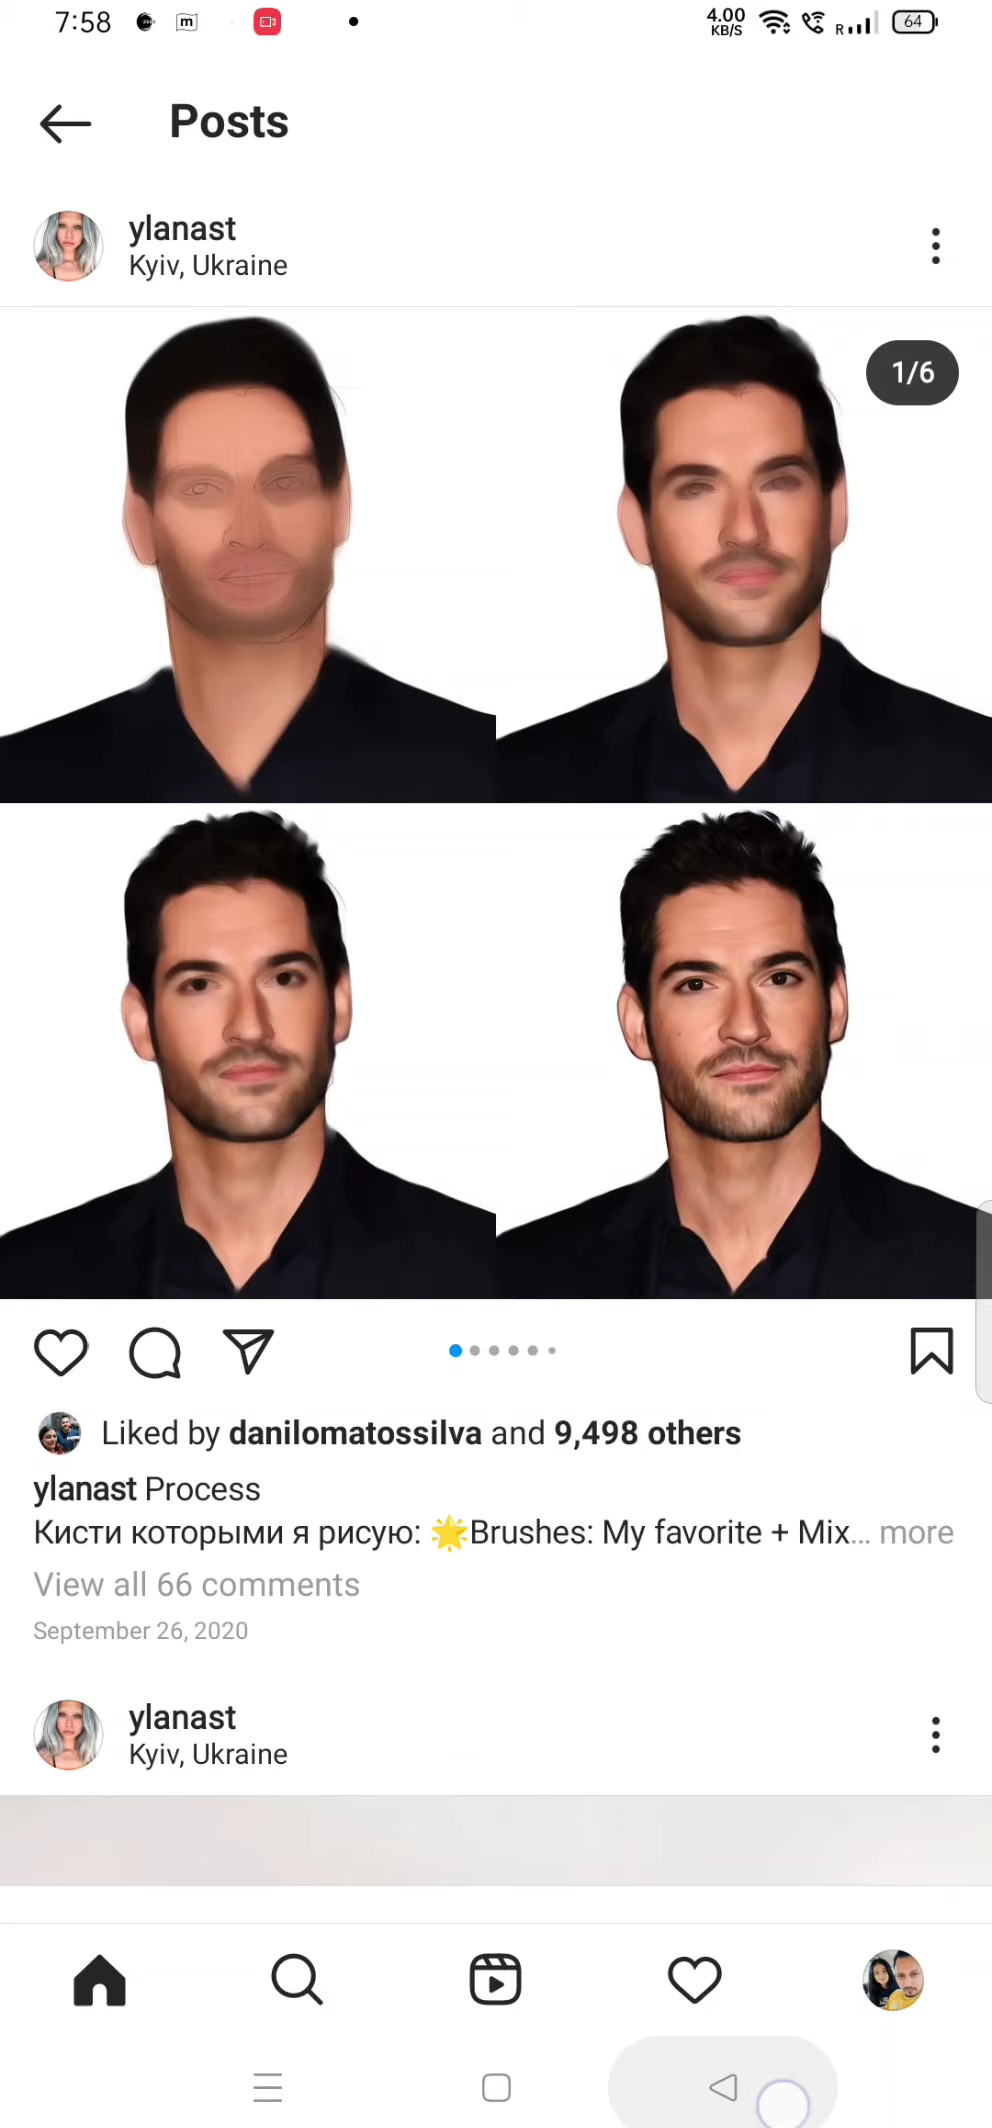 7:58
m
4.00
KB/S
R
64
Posts
ylanast
Kyiv, Ukraine
1/6
Liked by danilomatossilva and 9,498 others
ylanast Process
Кисти которыми я рисую: 🌟Brushes: My favorite + Mix... more
View all 66 comments
September 26, 2020
ylanast
Kyiv, Ukraine